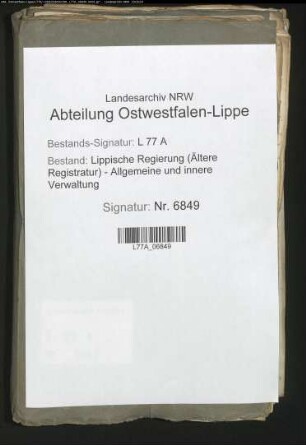 Landesarchiv NRW
Abteilung Ostwestfalen-Lippe
Bestands-Signatur: L 77 A
Bestand: Lippische Regierung (Ältere
Registratur) - Allgemeine und innere
Verwaltung
Signatur: Nr. 6849
L77A_06849